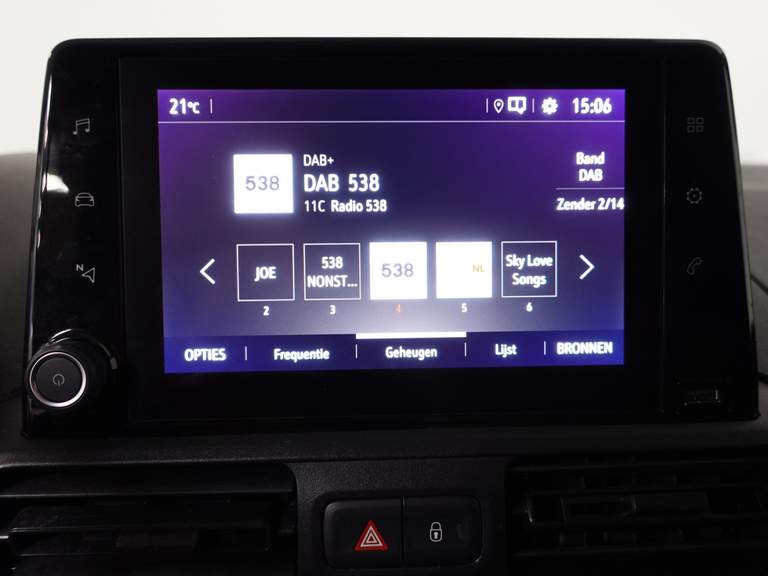 21°C
15:06
538
DAB+
DAB 538
11C Radio 538
Band
DAB
Zender 2/14
JOE
538
NONST...
538
NL
Sky Love
Songs
2
3
4
5
6
OPTIES
Frequentie
Geheugen
Lijst
BRONNEN
N